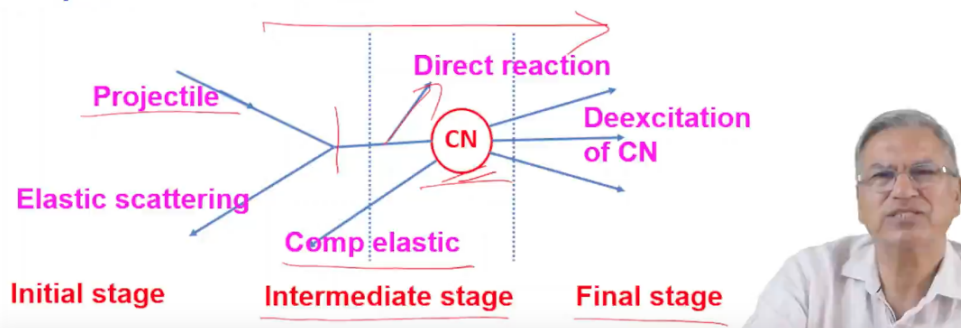 Direct reaction
Projectile
Deexcitation
of CN
CN
Elastic scattering
Comp elastic
Initial stage
Intermediate stage
Final stage